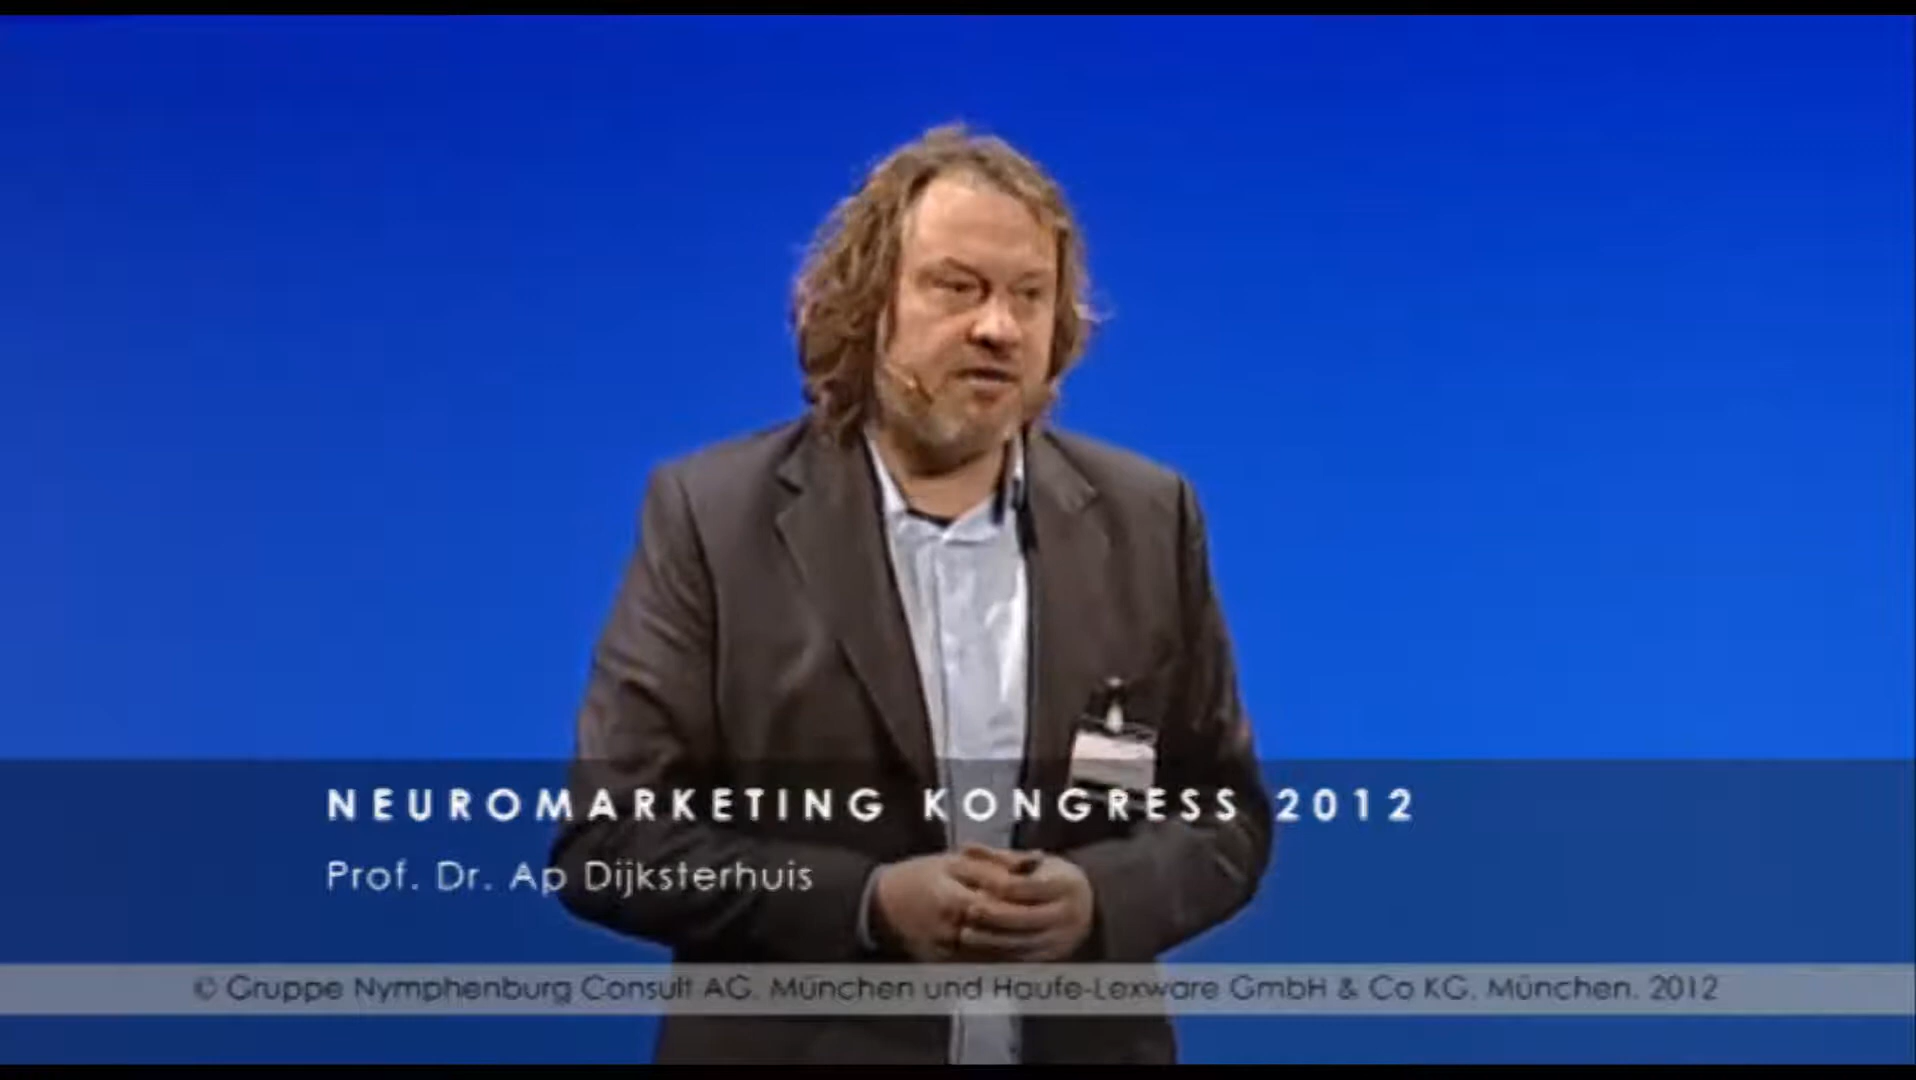 NEUROMARKETING KONGRESS 2012
Prof. Dr. Ap Dijksterhuis
© Gruppe Nymphenburg Consult AG, München und Haufe-Lexware GmbH & Co KG, München, 2012